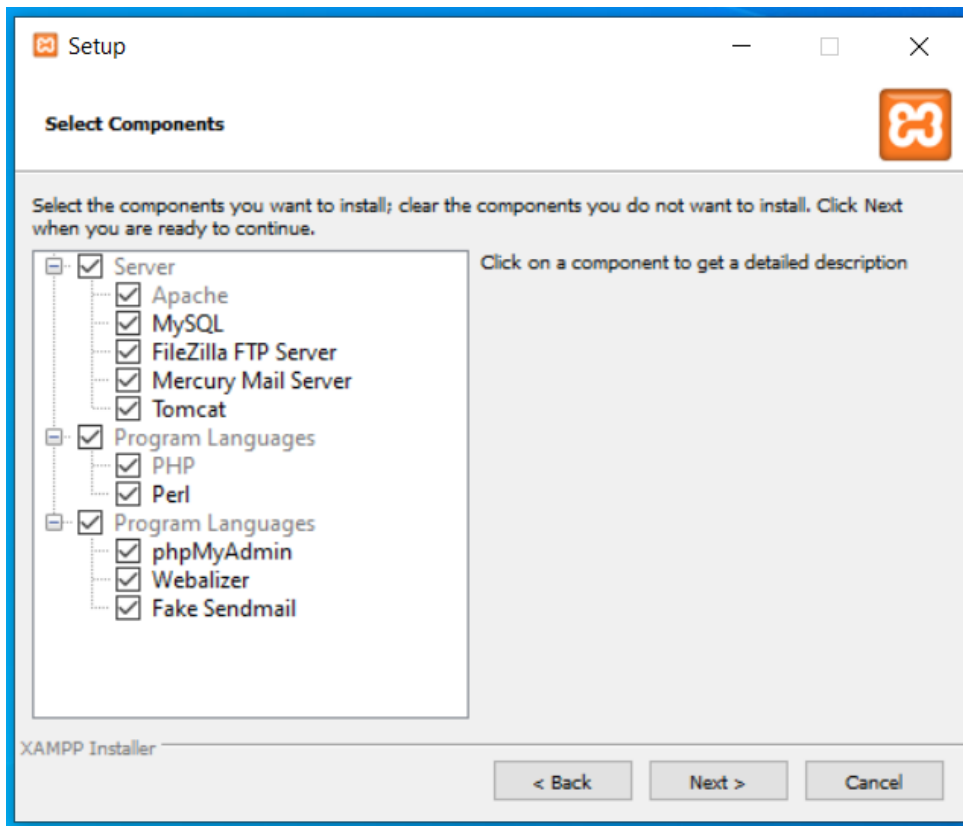 Setup
Select Components
Select the components you want to install; clear the components you do not want to install. Click Next
when you are ready to continue.
Server
Apache
MySQL
FileZilla FTP Server
Mercury Mail Server
Tomcat
Program Languages
PHP
Perl
Program Languages
phpMyAdmin
Webalizer
Fake Sendmail
Click on a component to get a detailed description
XAMPP Installer
< Back
Next >
Cancel